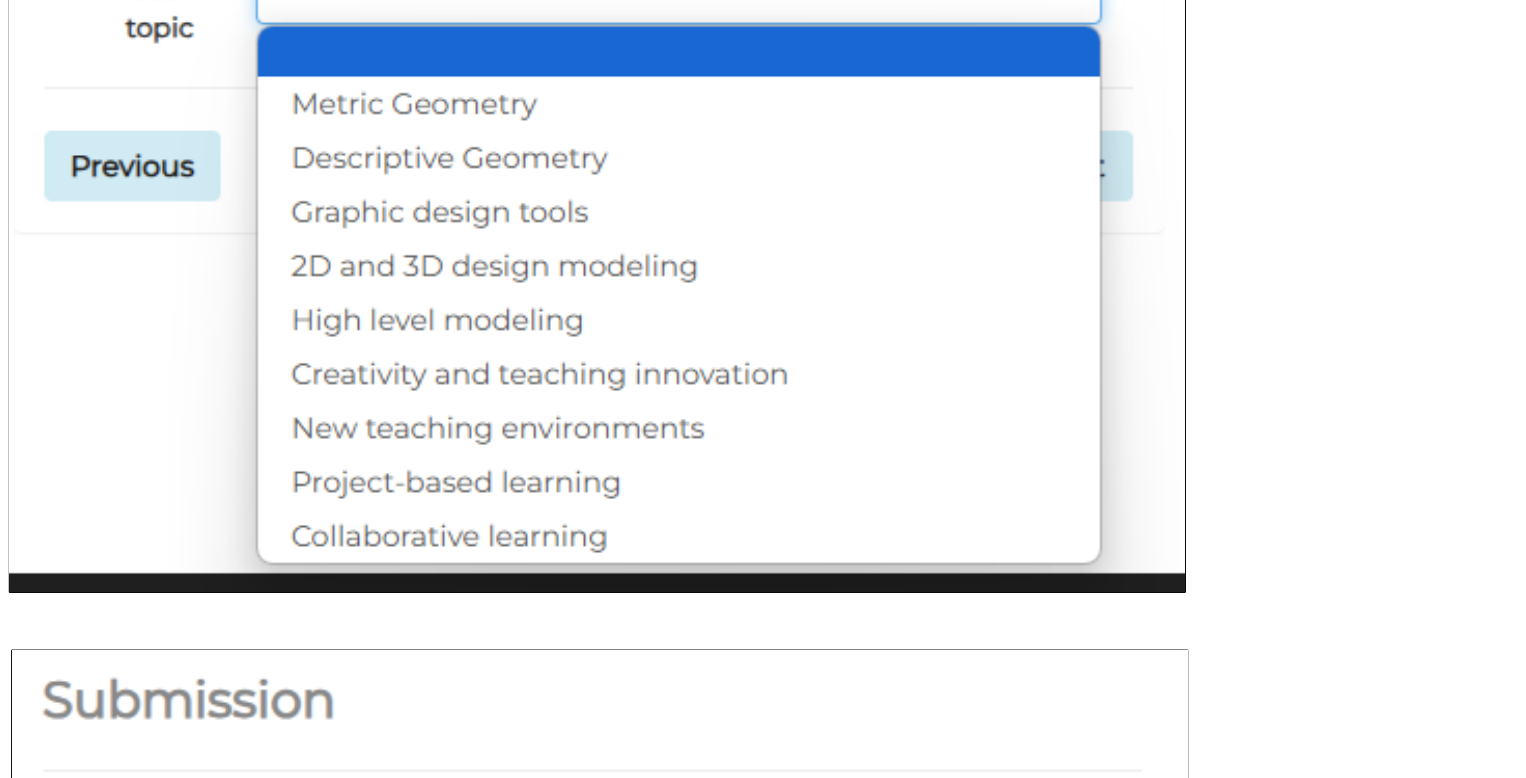 topic
Metric Geometry
Descriptive Geometry
Previous
Graphic design tools
2D and 3D design modeling
High level modeling
Creativity and teaching innovation
New teaching environments
Project-based learning
Collaborative learning
Submission